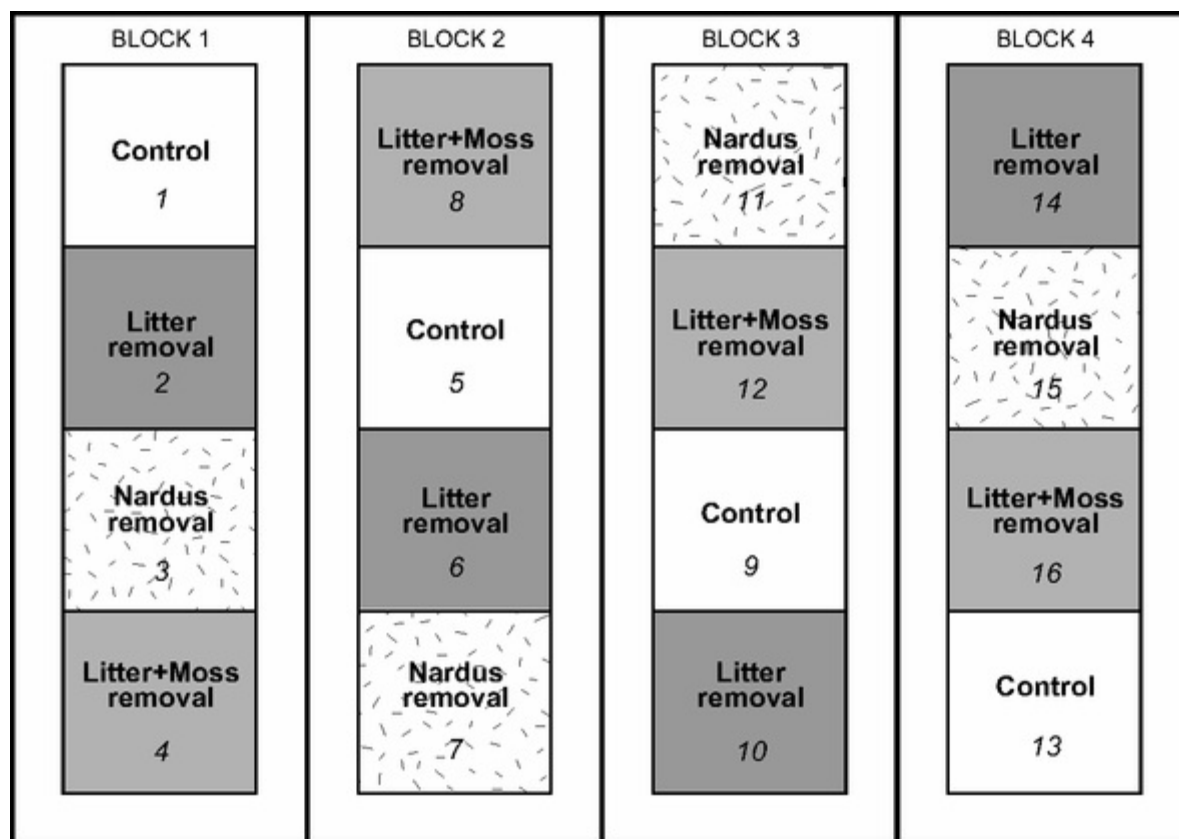 BLOCK 1
Control
1
Litter
removal
2
Nardus
removal
3
Litter+Moss
removal
4
BLOCK 2
Litter+Moss
removal
8
Control
5
Litter
removal
6
Nardus
removal
7
BLOCK 3
Nardus
removal
11
Litter+Moss
removal
12
Control
9
Litter
removal
10
BLOCK 4
Litter
removal
14
Nardus
removal
15
Litter+Moss
removal
16
Control
13